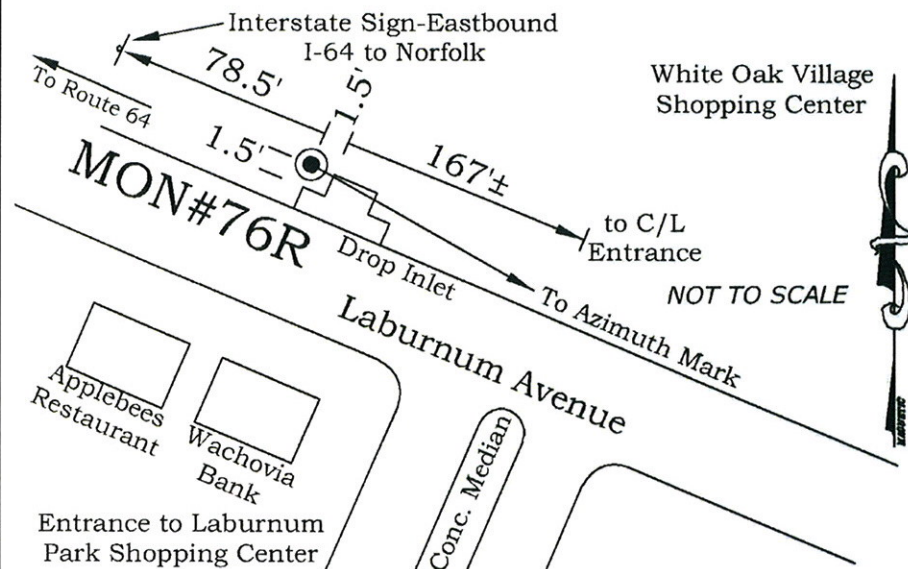 Interstate Sign-Eastbound
I-64 to Norfolk
78.5'
1.5'
White Oak Village
Shopping Center
To Route 64
1.5'
167'±
MON#76R
to C/L
Entrance
Drop Inlet
NOT TO SCALE
To Azimuth Mark
Laburnum Avenue
Applebees
Restaurant
Wachovia
Bank
Conc. Median
Entrance to Laburnum
Park Shopping Center